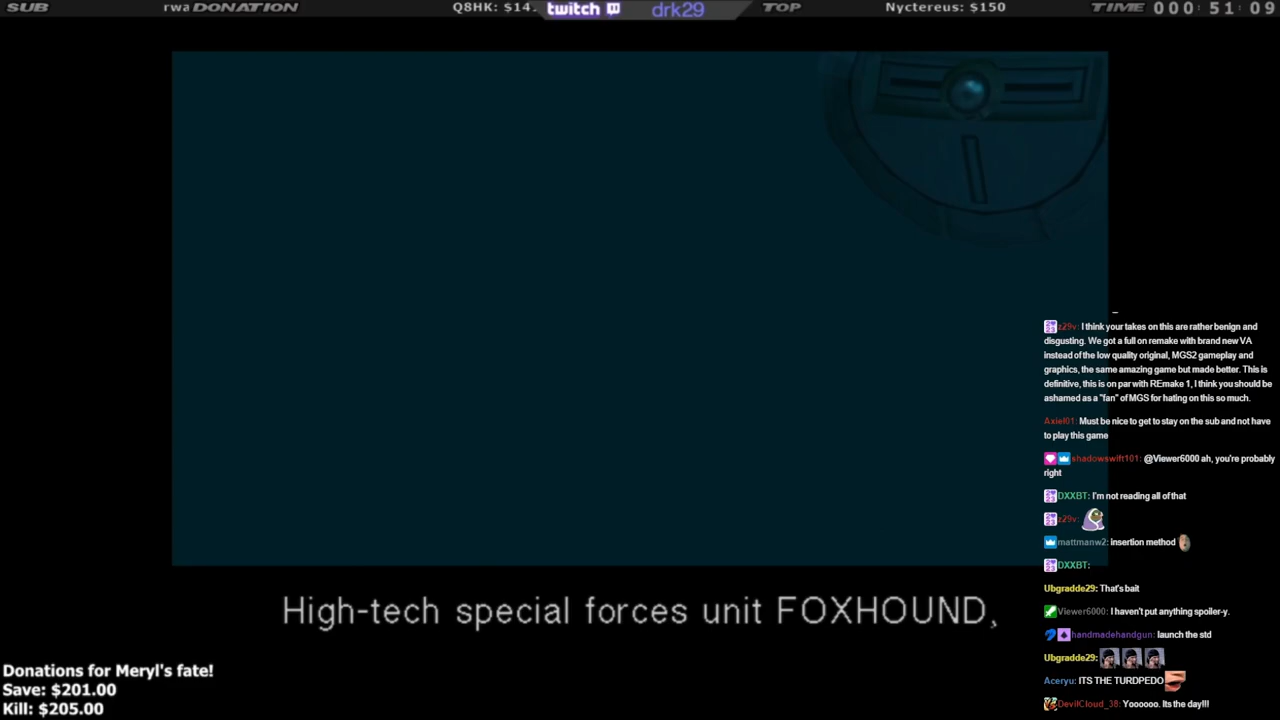 SUB rwa DONATION Q8HK: $14. twitch drk29 TOP Nyctereus: $150 TIME 000:51:09
z29v: I think your takes on this are rather benign and
disgusting. We got a full on remake with brand new VA
instead of the low quality original, MGS2 gameplay and
graphics, the same amazing game but made better. This is
definitive, this is on par with REmake 1, I think you should be
ashamed as a "fan" of MGS for hating on this so much.
Axiel01: Must be nice to get to stay on the sub and not have
to play this game
shadowswift101: @Viewer6000 ah, you're probably
right
DXXBT: I'm not reading all of that
z29v:
mattmanw2: insertion method
DXXBT:
Ubgradde29: That's bait
Viewer6000: I haven't put anything spoiler-y.
handmadehandgun: launch the std
Ubgradde29:
Aceryu: ITS THE TURDPEDO
DevilCloud_38: Yoooooo. Its the day!!!
High-tech special forces unit FOXHOUND,
Donations for Meryl's fate!
Save: $201.00
Kill: $205.00